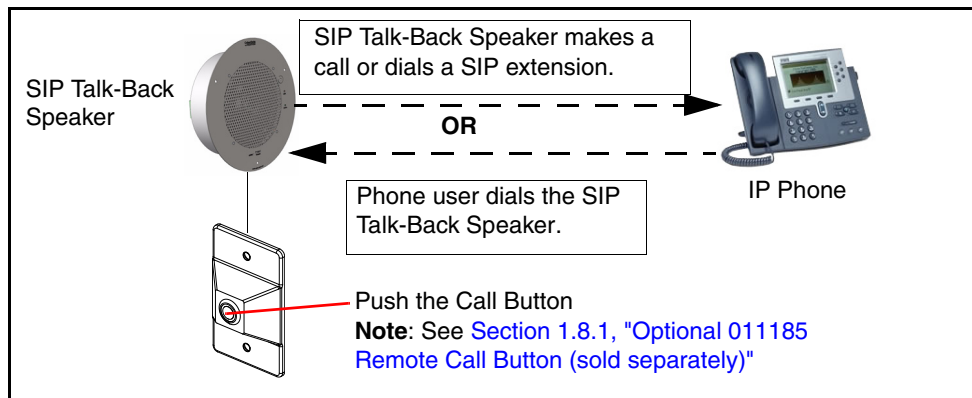 SIP Talk-Back Speaker makes a
call or dials a SIP extension.
SIP Talk-Back
Speaker
OR
IP Phone
Phone user dials the SIP
Talk-Back Speaker.
Push the Call Button
Note: See Section 1.8.1, "Optional 011185
Remote Call Button (sold separately)"